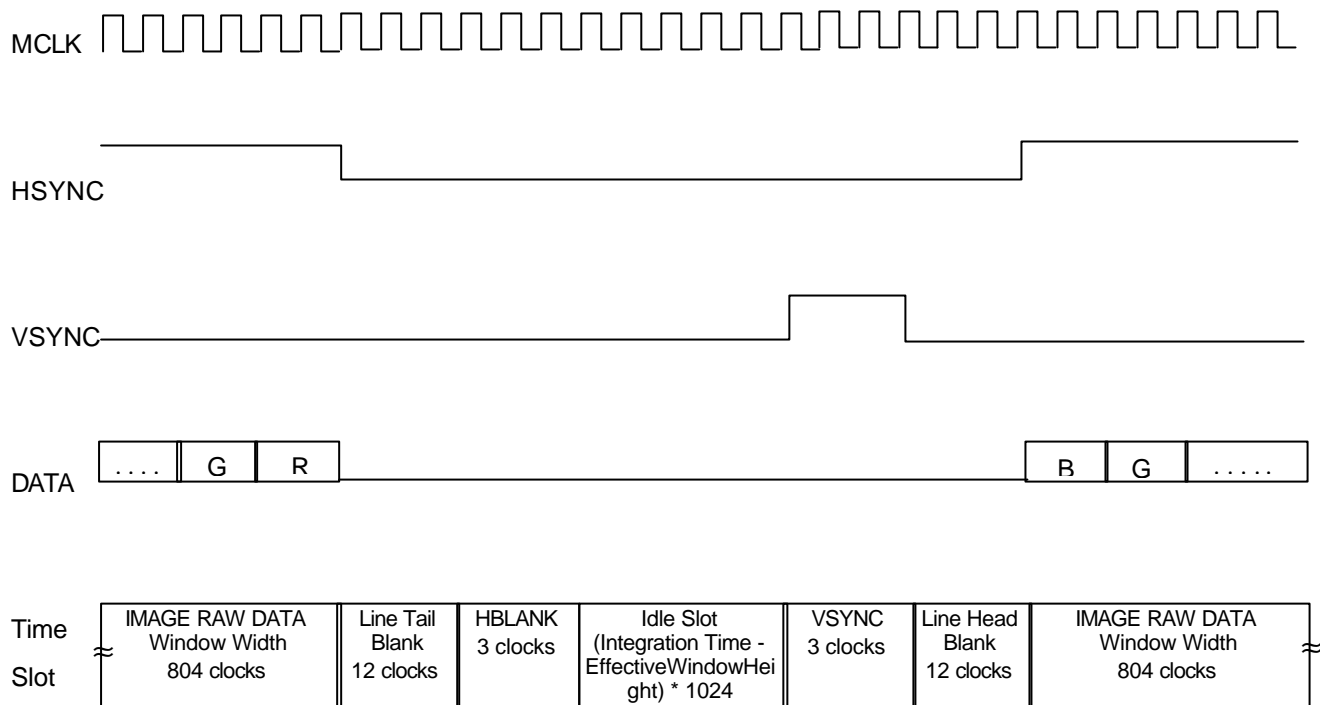 MCLK
HSYNC
VSYNC
DATA
. . . .
G
R
B
G
. . . . .
Time
Slot
≈
IMAGE RAW DATA
Window Width
804 clocks
Line Tail
Blank
12 clocks
HBLANK
3 clocks
Idle Slot
(Integration Time -
EffectiveWindowHei
ght) * 1024
VSYNC
3 clocks
Line Head
Blank
12 clocks
IMAGE RAW DATA
Window Width
804 clocks
≈